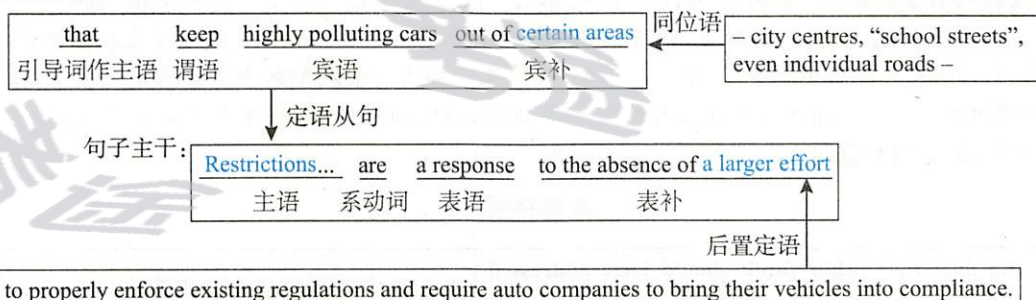 that keep highly polluting cars out of certain areas
引导词作主语 谓语 宾语 宾补
同位语
– city centres, “school streets”,
even individual roads –
定语从句
句子主干:
Restrictions... are a response to the absence of a larger effort
主语 系动词 表语 表补
后置定语
to properly enforce existing regulations and require auto companies to bring their vehicles into compliance.